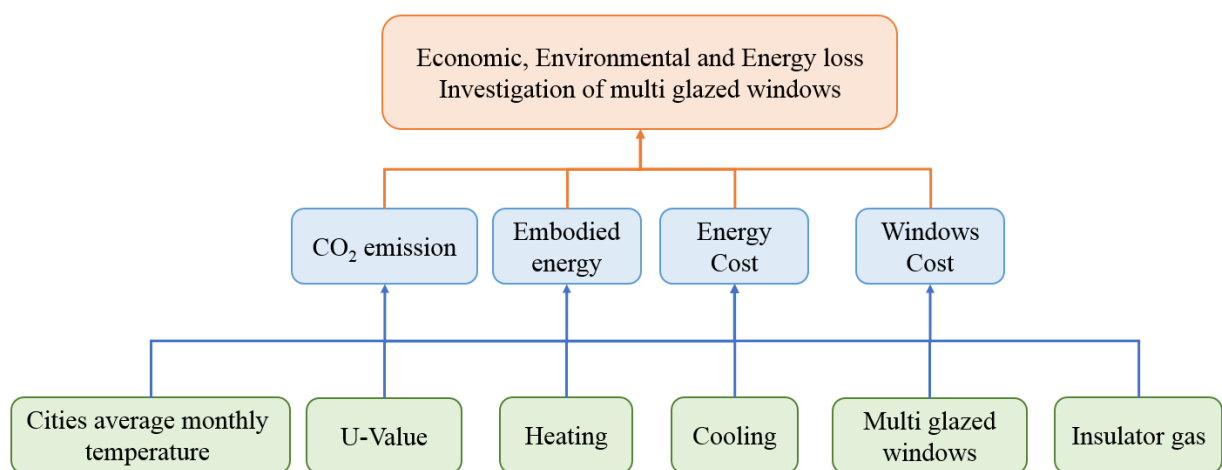 Economic, Environmental and Energy loss
Investigation of multi glazed windows
CO₂ emission
Embodied
energy
Energy
Cost
Windows
Cost
Cities average monthly
temperature
U-Value
Heating
Cooling
Multi glazed
windows
Insulator gas